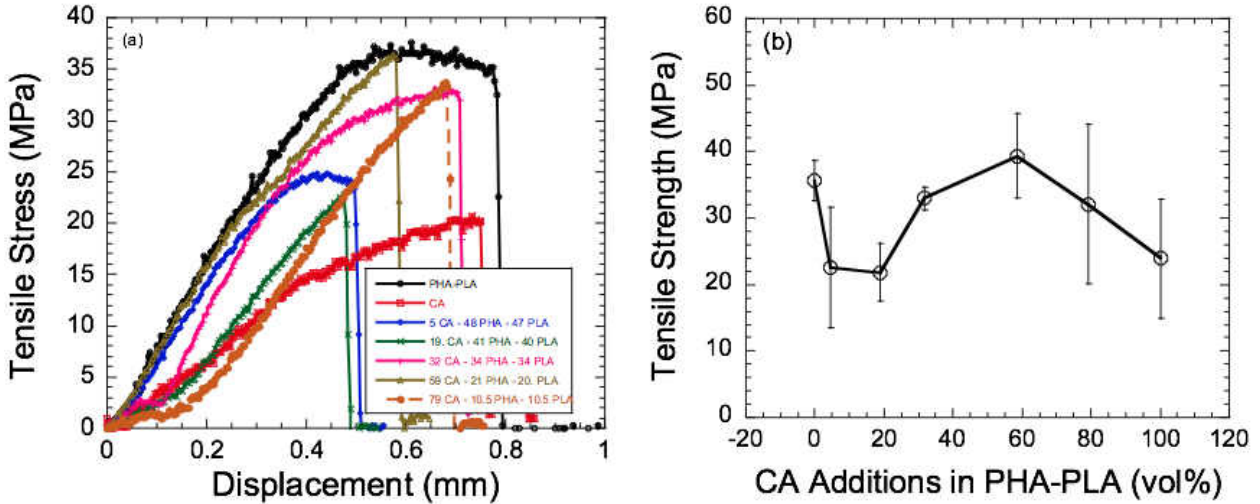 (a)
Tensile Stress (MPa)
40
35
30
25
20
15
10
5
0
0
0.2
0.4
0.6
0.8
1
Displacement (mm)
PHA-PLA
CA
5 CA - 48 PHA - 47 PLA
19. CA - 41 PHA - 40 PLA
32 CA - 34 PHA - 34 PLA
59 CA - 21 PHA - 20. PLA
79 CA - 10.5 PHA - 10.5 PLA
(b)
Tensile Strength (MPa)
60
50
40
30
20
10
0
-20
0
20
40
60
80
100
120
CA Additions in PHA-PLA (vol%)